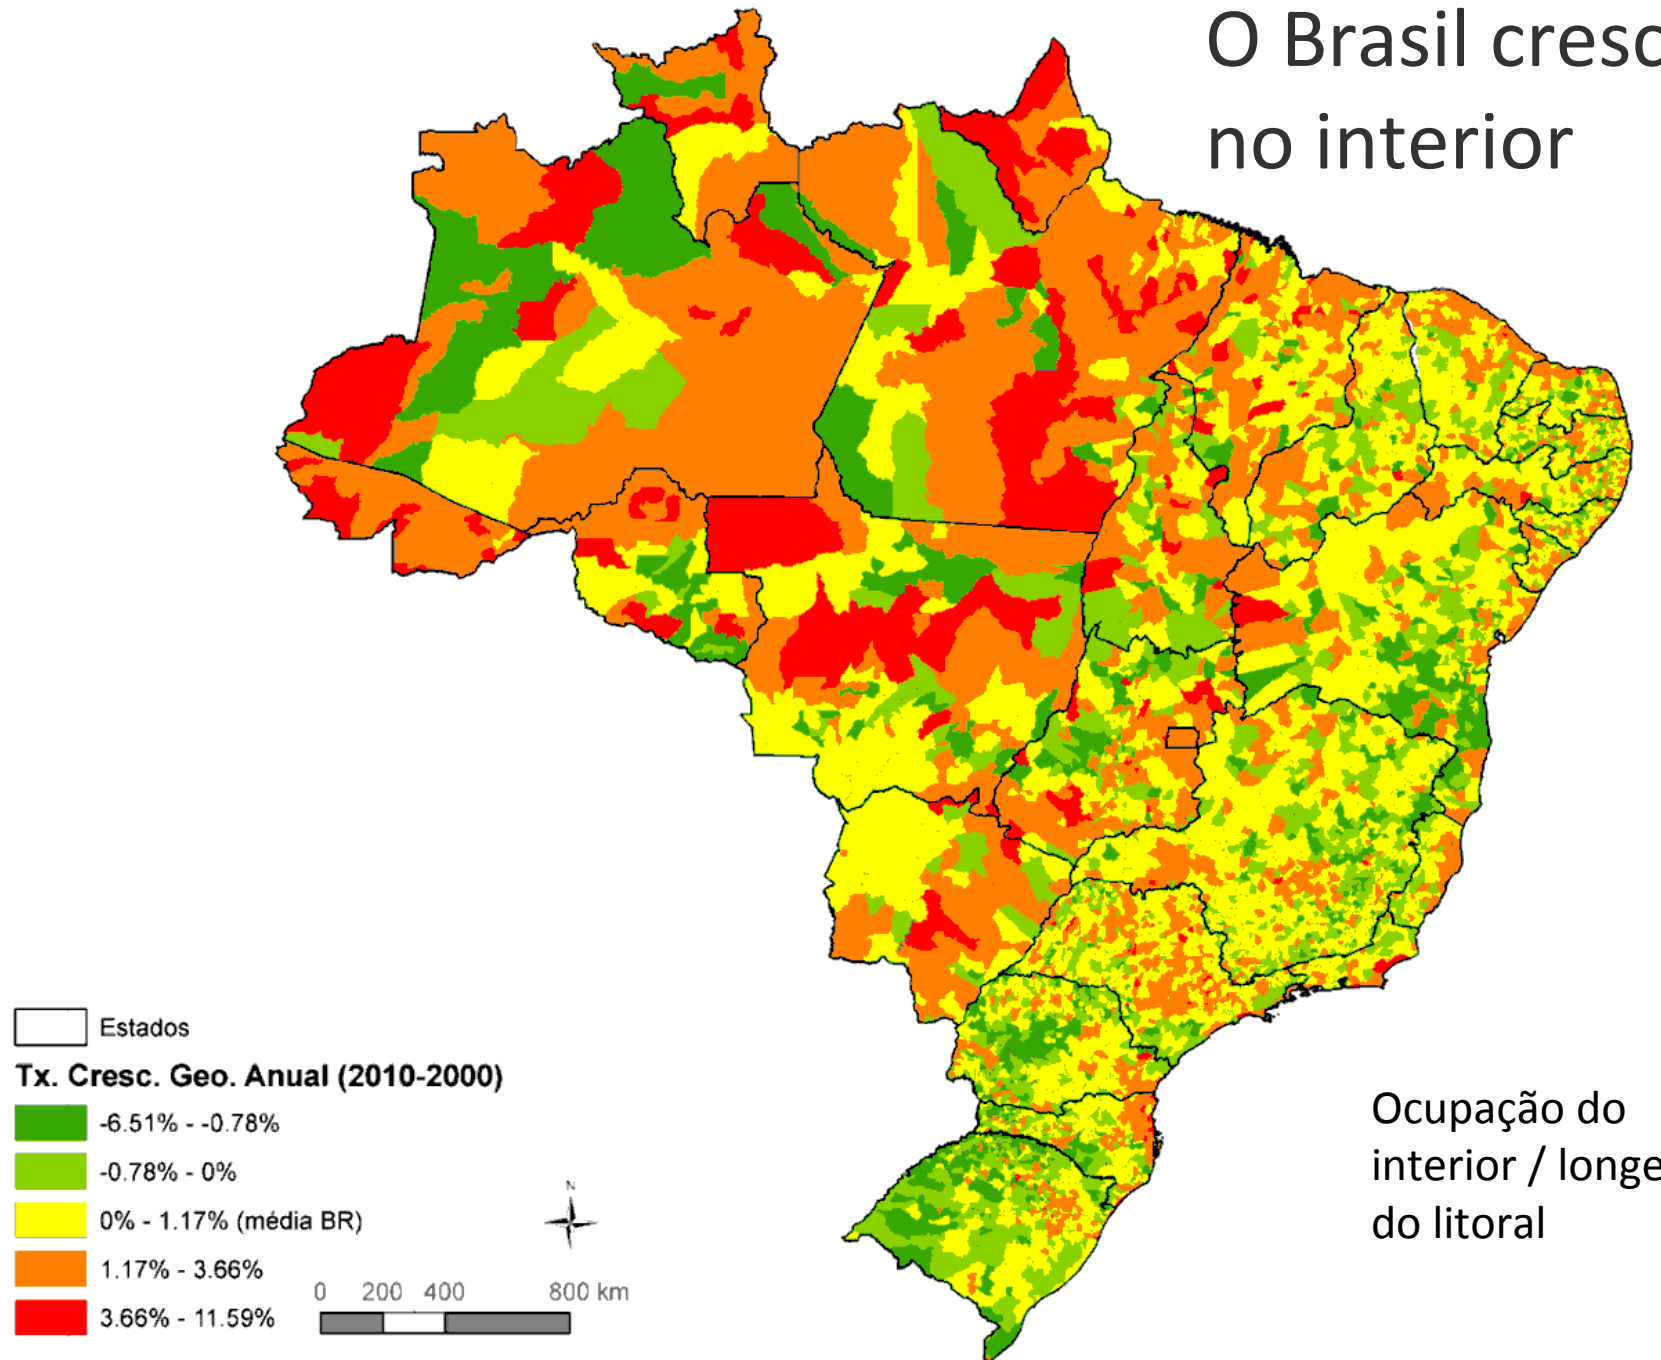 O Brasil cresc
no interior
Estados
Tx. Cresc. Geo. Anual (2010-2000)
-6.51% - -0.78%
-0.78% - 0%
0% - 1.17% (média BR)
1.17% - 3.66%
3.66% - 11.59%
N
0 200 400 800 km
Ocupação do
interior / longe
do litoral